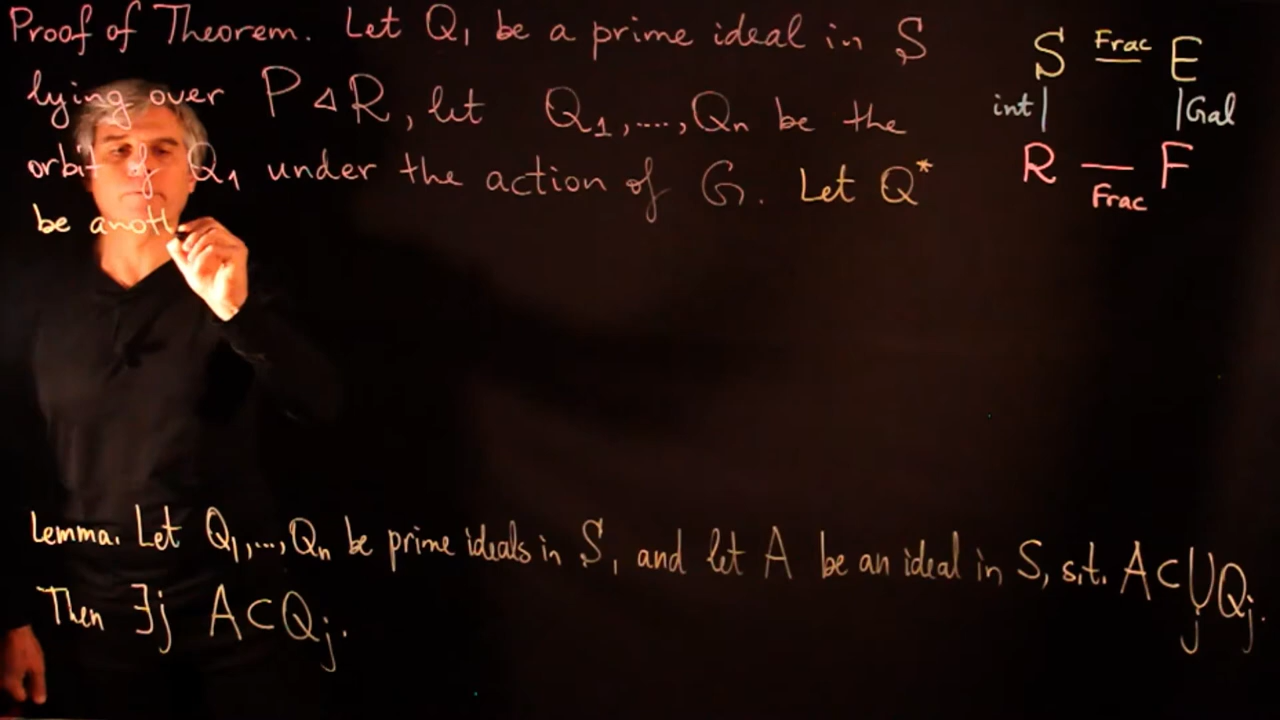 Proof of Theorem. Let Q₁ be a prime ideal in S
lying over P ⊲ R, let Q₁,....,Qₙ be the
orbit of Q₁ under the action of G. Let Q*
be anoth
S Frac E
int | | Gal
R — F
Frac
Lemma. Let Q₁,...,Qₙ be prime ideals in S, and let A be an ideal in S, s.t. A⊂⋃Qⱼ.
j
Then ∃j A⊂Qⱼ.